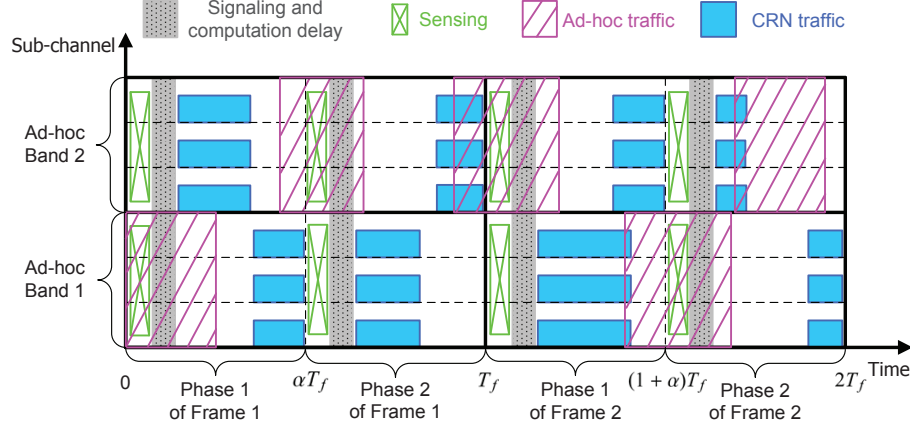 Signaling and
computation delay
Sensing
Ad-hoc traffic
CRN traffic
Sub-channel
Ad-hoc
Band 2
Ad-hoc
Band 1
Time
0
αT_f
T_f
(1 + α)T_f
2T_f
Phase 1
of Frame 1
Phase 2
of Frame 1
Phase 1
of Frame 2
Phase 2
of Frame 2